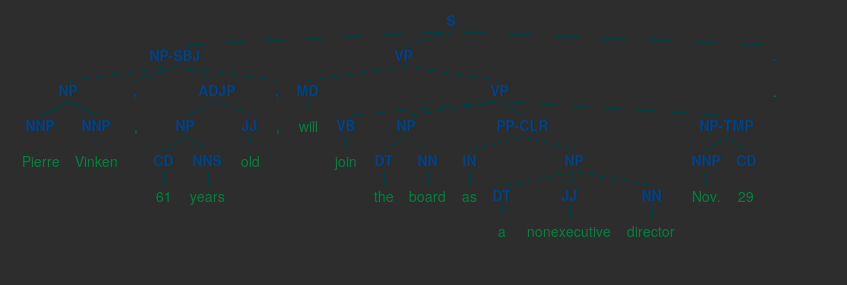 S
NP-SBJ VP .
NP , ADJP , MD VP .
NNP NNP , NP JJ , will VB NP PP-CLR NP-TMP
Pierre Vinken CD NNS old join DT NN IN NP NNP CD
61 years the board as DT JJ NN Nov. 29
a nonexecutive director